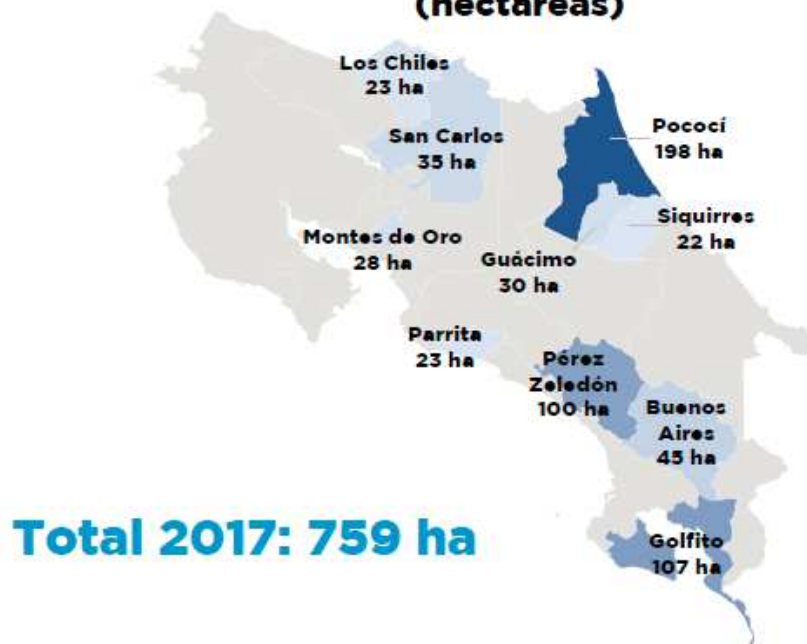 (hectáreas)
Los Chiles
23 ha
San Carlos
35 ha
Pococí
198 ha
Siquirres
22 ha
Montes de Oro
28 ha
Guácimo
30 ha
Parrita
23 ha
Pérez
Zeledón
100 ha
Buenos
Aires
45 ha
Golfito
107 ha
Total 2017: 759 ha